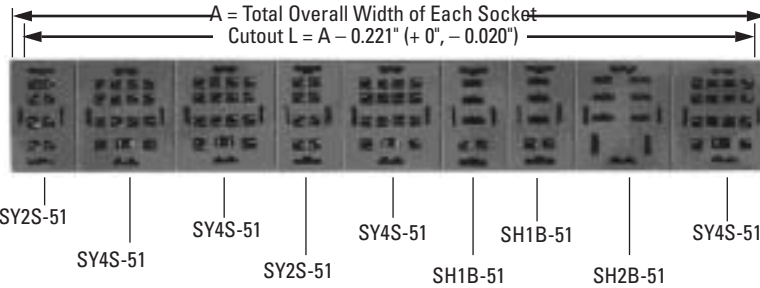 A = Total Overall Width of Each Socket
Cutout L = A – 0.221" (+ 0", – 0.020")
SY2S-51
SY4S-51
SY4S-51
SY2S-51
SY4S-51
SH1B-51
SH1B-51
SH2B-51
SY4S-51